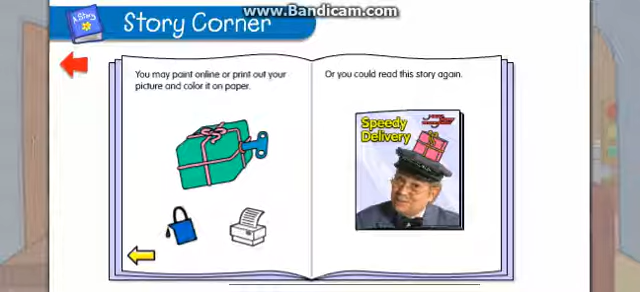 www.Bandicam.com
A Story
Story Corner
You may paint online or print out your
picture and color it on paper.
Or you could read this story again.
Speedy
Delivery